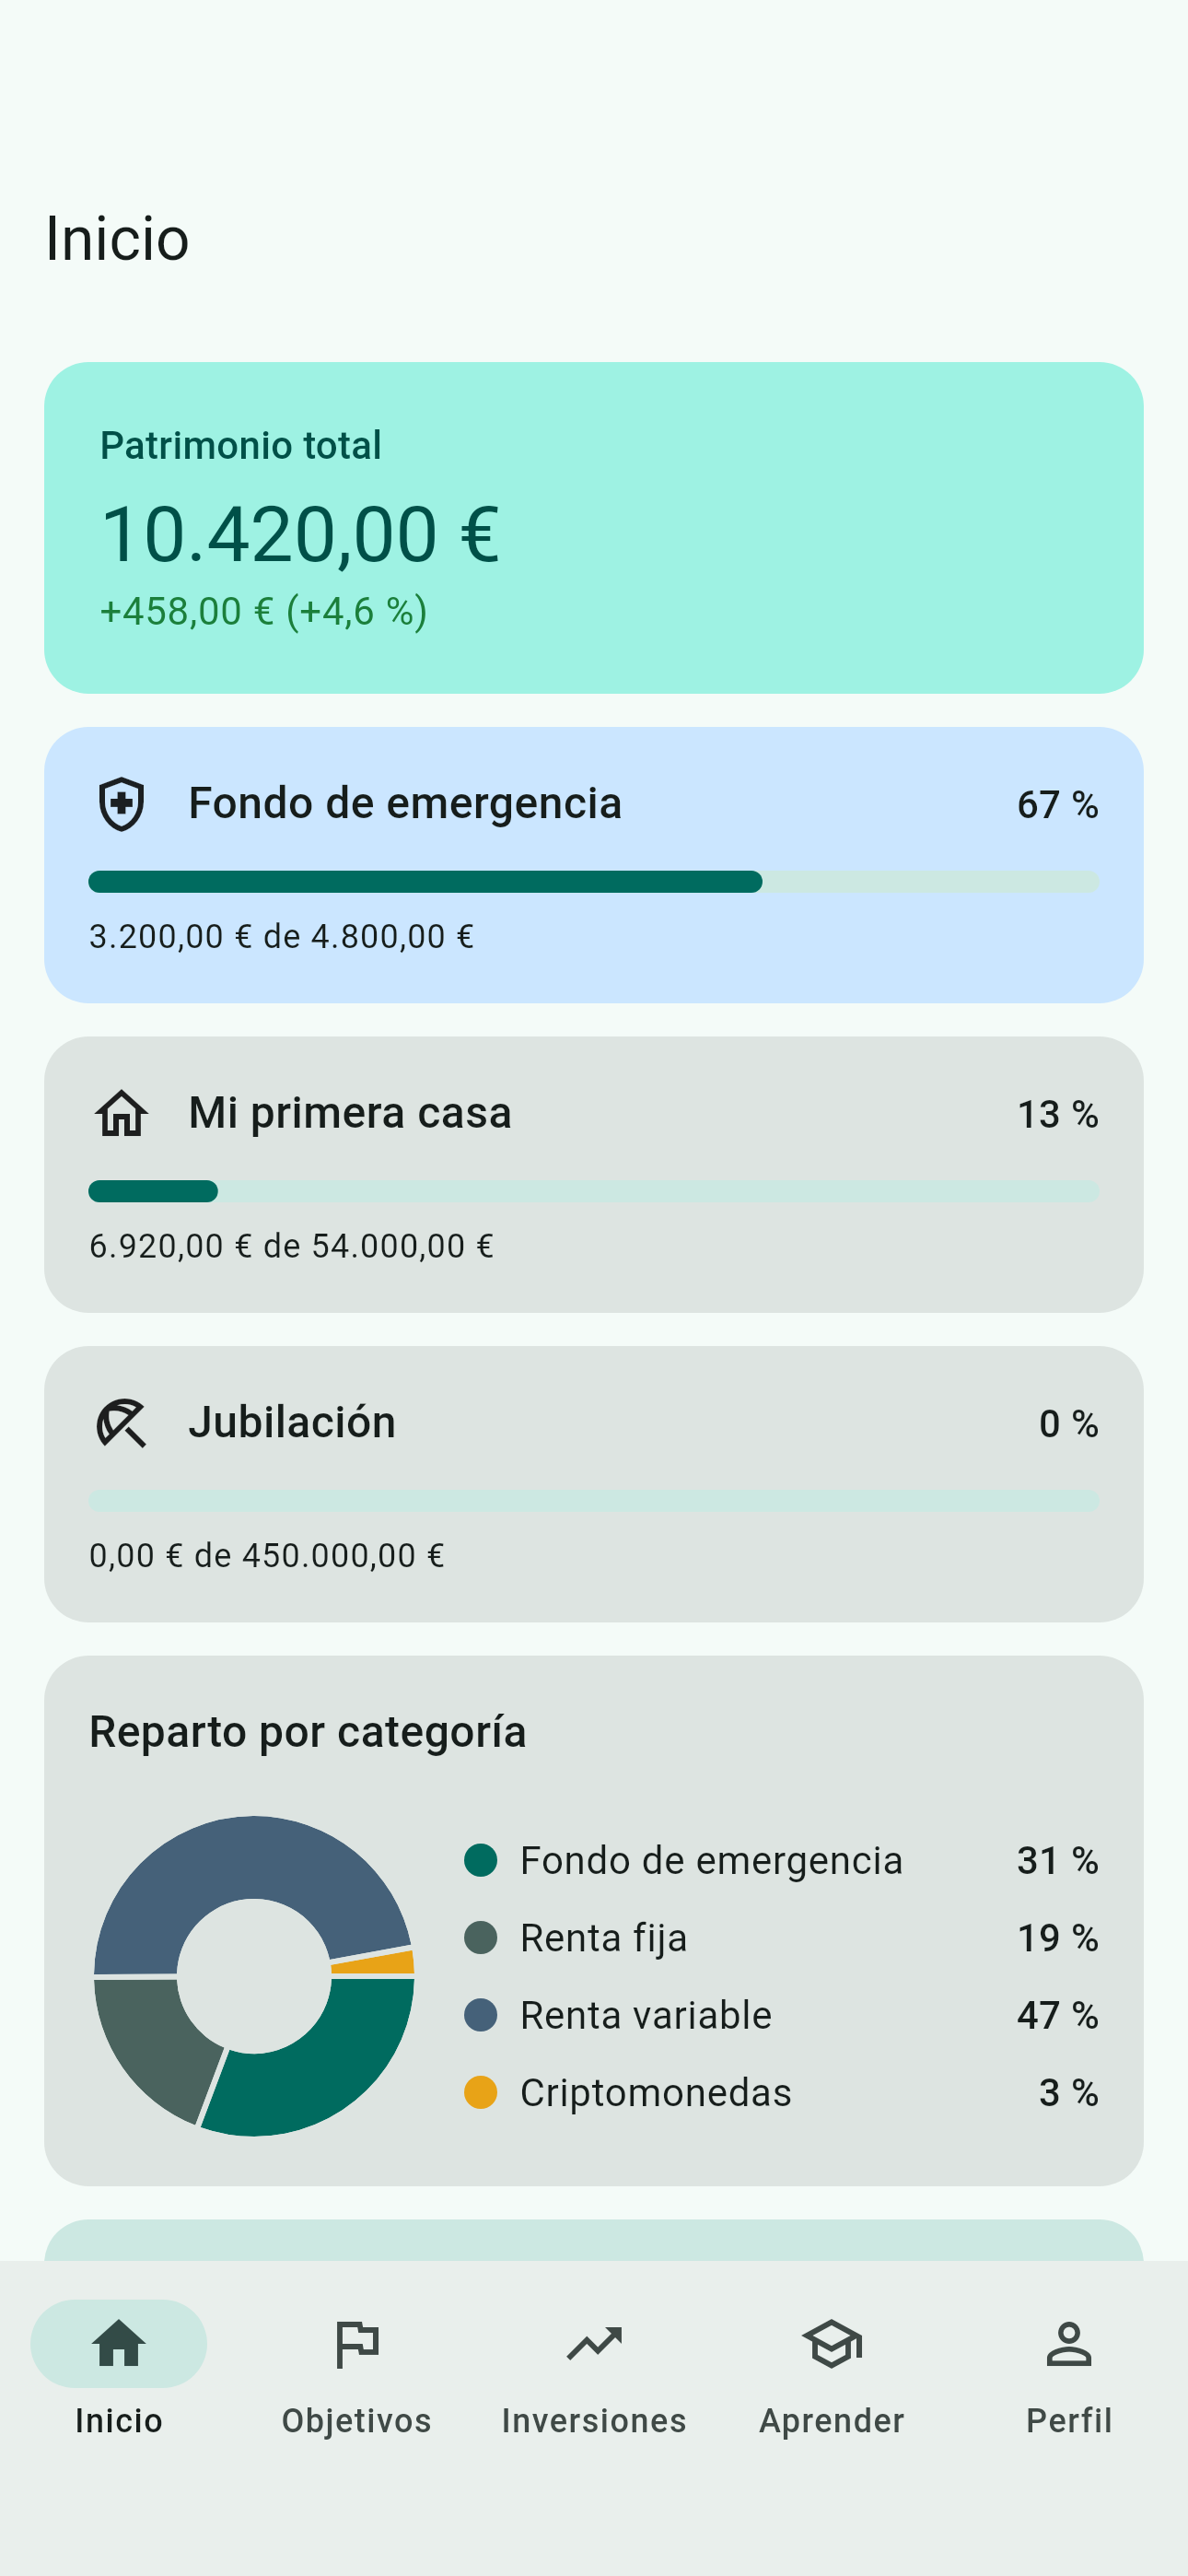 Inicio
Patrimonio total
10.420,00 €
+458,00 € (+4,6 %)
Fondo de emergencia 67 %
3.200,00 € de 4.800,00 €
Mi primera casa 13 %
6.920,00 € de 54.000,00 €
Jubilación 0 %
0,00 € de 450.000,00 €
Reparto por categoría
Fondo de emergencia 31 %
Renta fija 19 %
Renta variable 47 %
Criptomonedas 3 %
Inicio Objetivos Inversiones Aprender Perfil